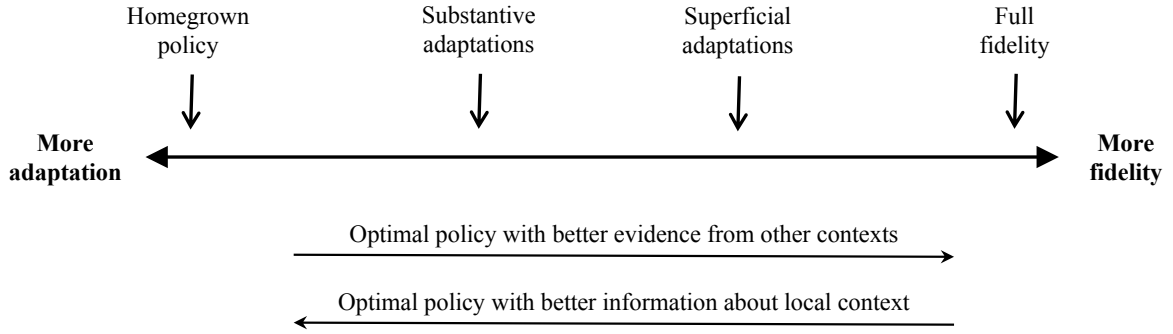 Homegrown
policy
Substantive
adaptations
Superficial
adaptations
Full
fidelity
More
adaptation
More
fidelity
Optimal policy with better evidence from other contexts
Optimal policy with better information about local context